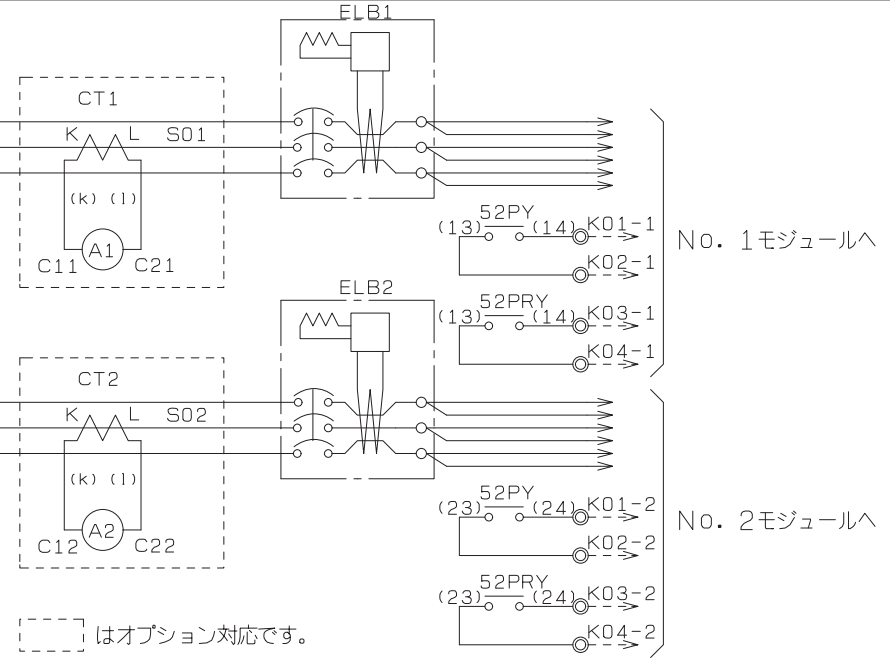 ELB1
CT1
K L S01
(k) (l)
A1
C11 C21
52PY
(13) (14) K01-1
K02-1
52PRY
(13) (14) K03-1
K04-1
No. 1モジュールへ
ELB2
CT2
K L S02
(k) (l)
A2
C12 C22
52PY
(23) (24) K01-2
K02-2
52PRY
(23) (24) K03-2
K04-2
No. 2モジュールへ
はオプション対応です。